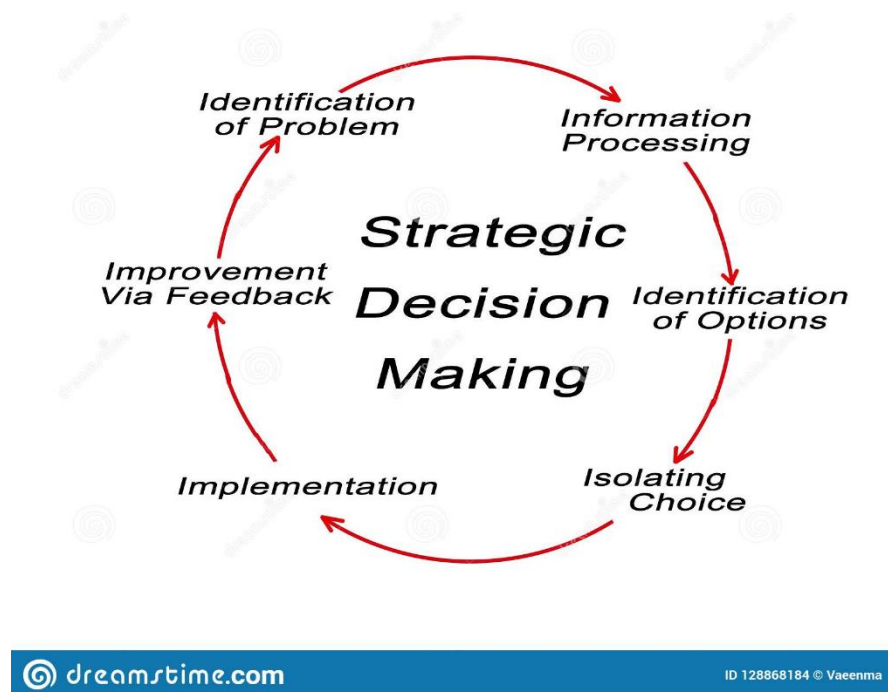 Identification
of Problem
Information
Processing
Strategic
Decision
Making
Identification
of Options
Isolating
Choice
Implementation
Improvement
Via Feedback
dreamstime.com
ID 128868184 © Vaeenma